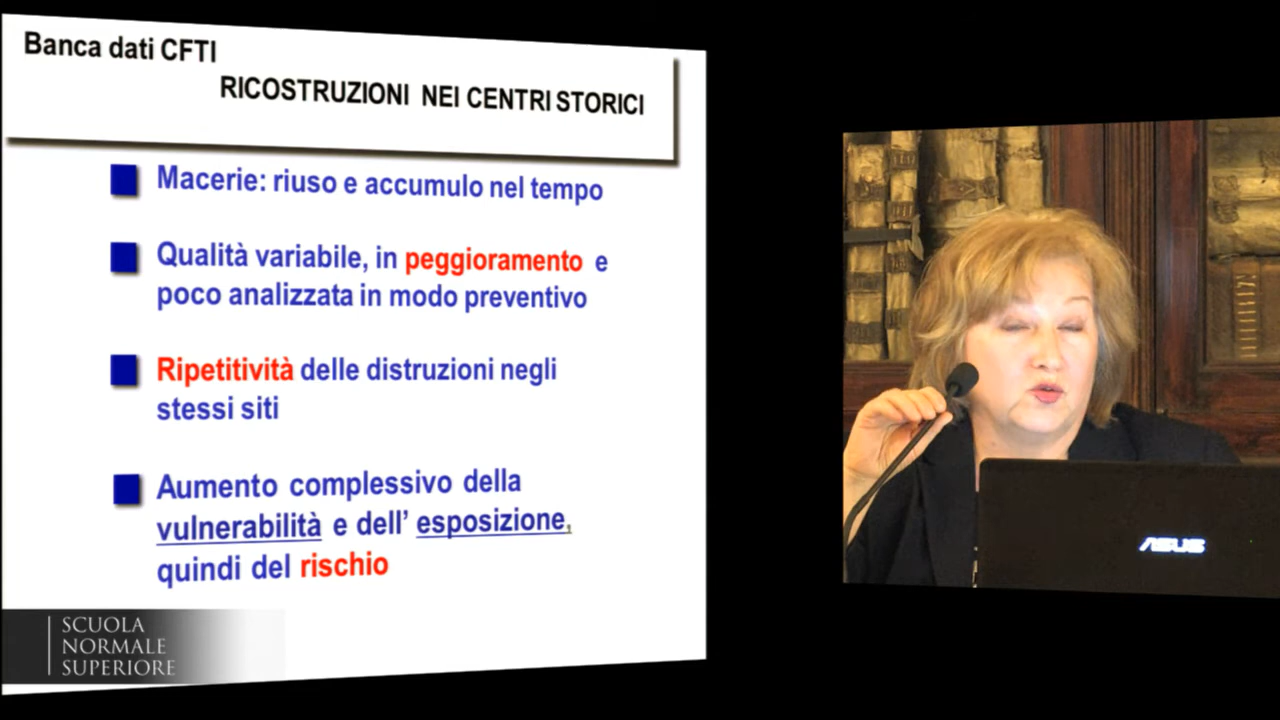 Banca dati CFTI
RICOSTRUZIONI NEI CENTRI STORICI
Macerie: riuso e accumulo nel tempo
Qualità variabile, in peggioramento e
poco analizzata in modo preventivo
Ripetitività delle distruzioni negli
stessi siti
Aumento complessivo della
vulnerabilità e dell' esposizione,
quindi del rischio
SCUOLA
NORMALE
SUPERIORE
ASUS